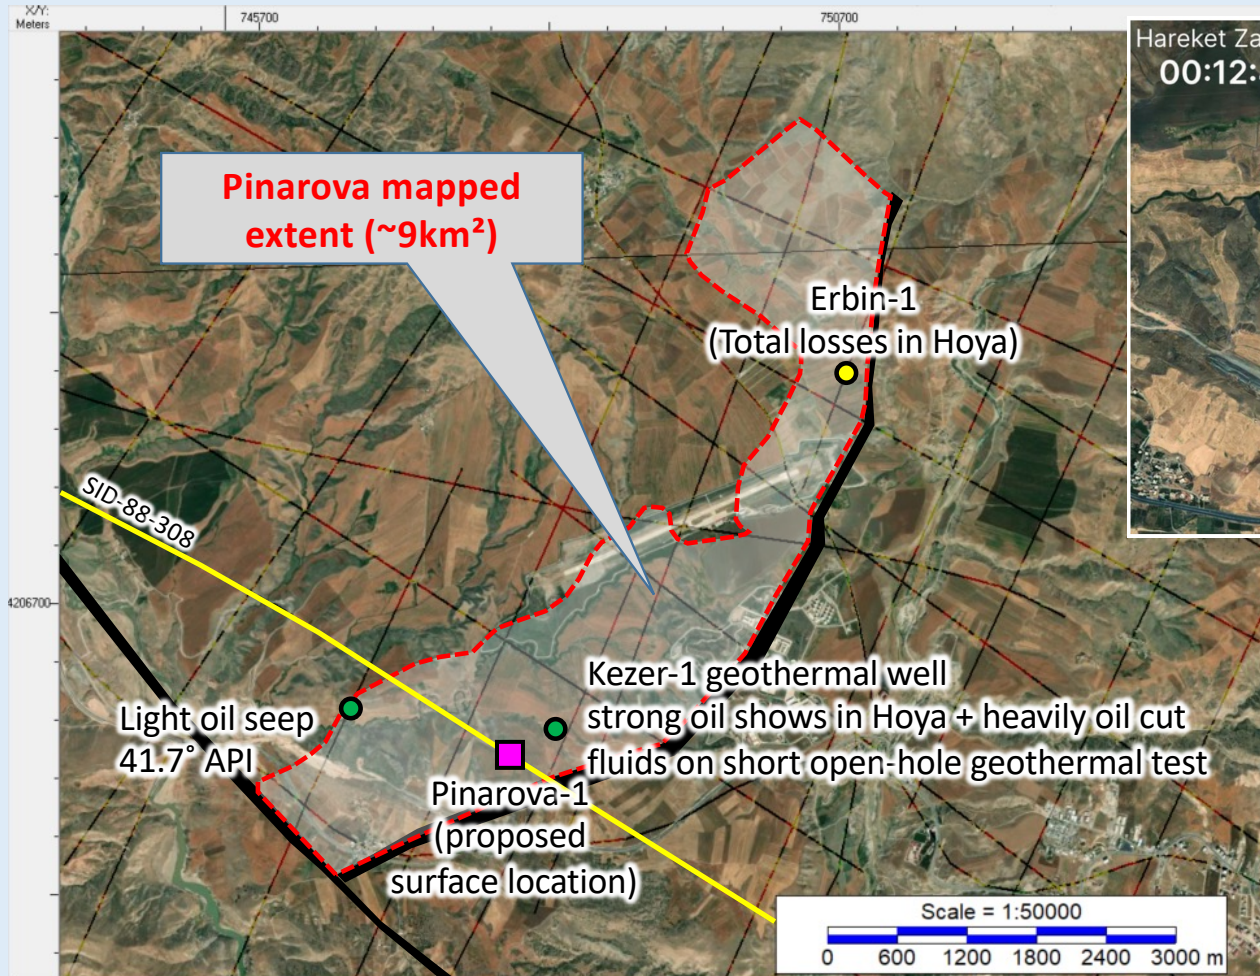 X/Y:
Meters
745700
750700
Hareket Za
00:12:
Pinarova mapped
extent (~9km²)
Erbin-1
(Total losses in Hoya)
SID-88-308
4206700
Kezer-1 geothermal well
strong oil shows in Hoya + heavily oil cut
fluids on short open-hole geothermal test
Light oil seep
41.7° API
Pinarova-1
(proposed
surface location)
Scale = 1:50000
0 600 1200 1800 2400 3000 m